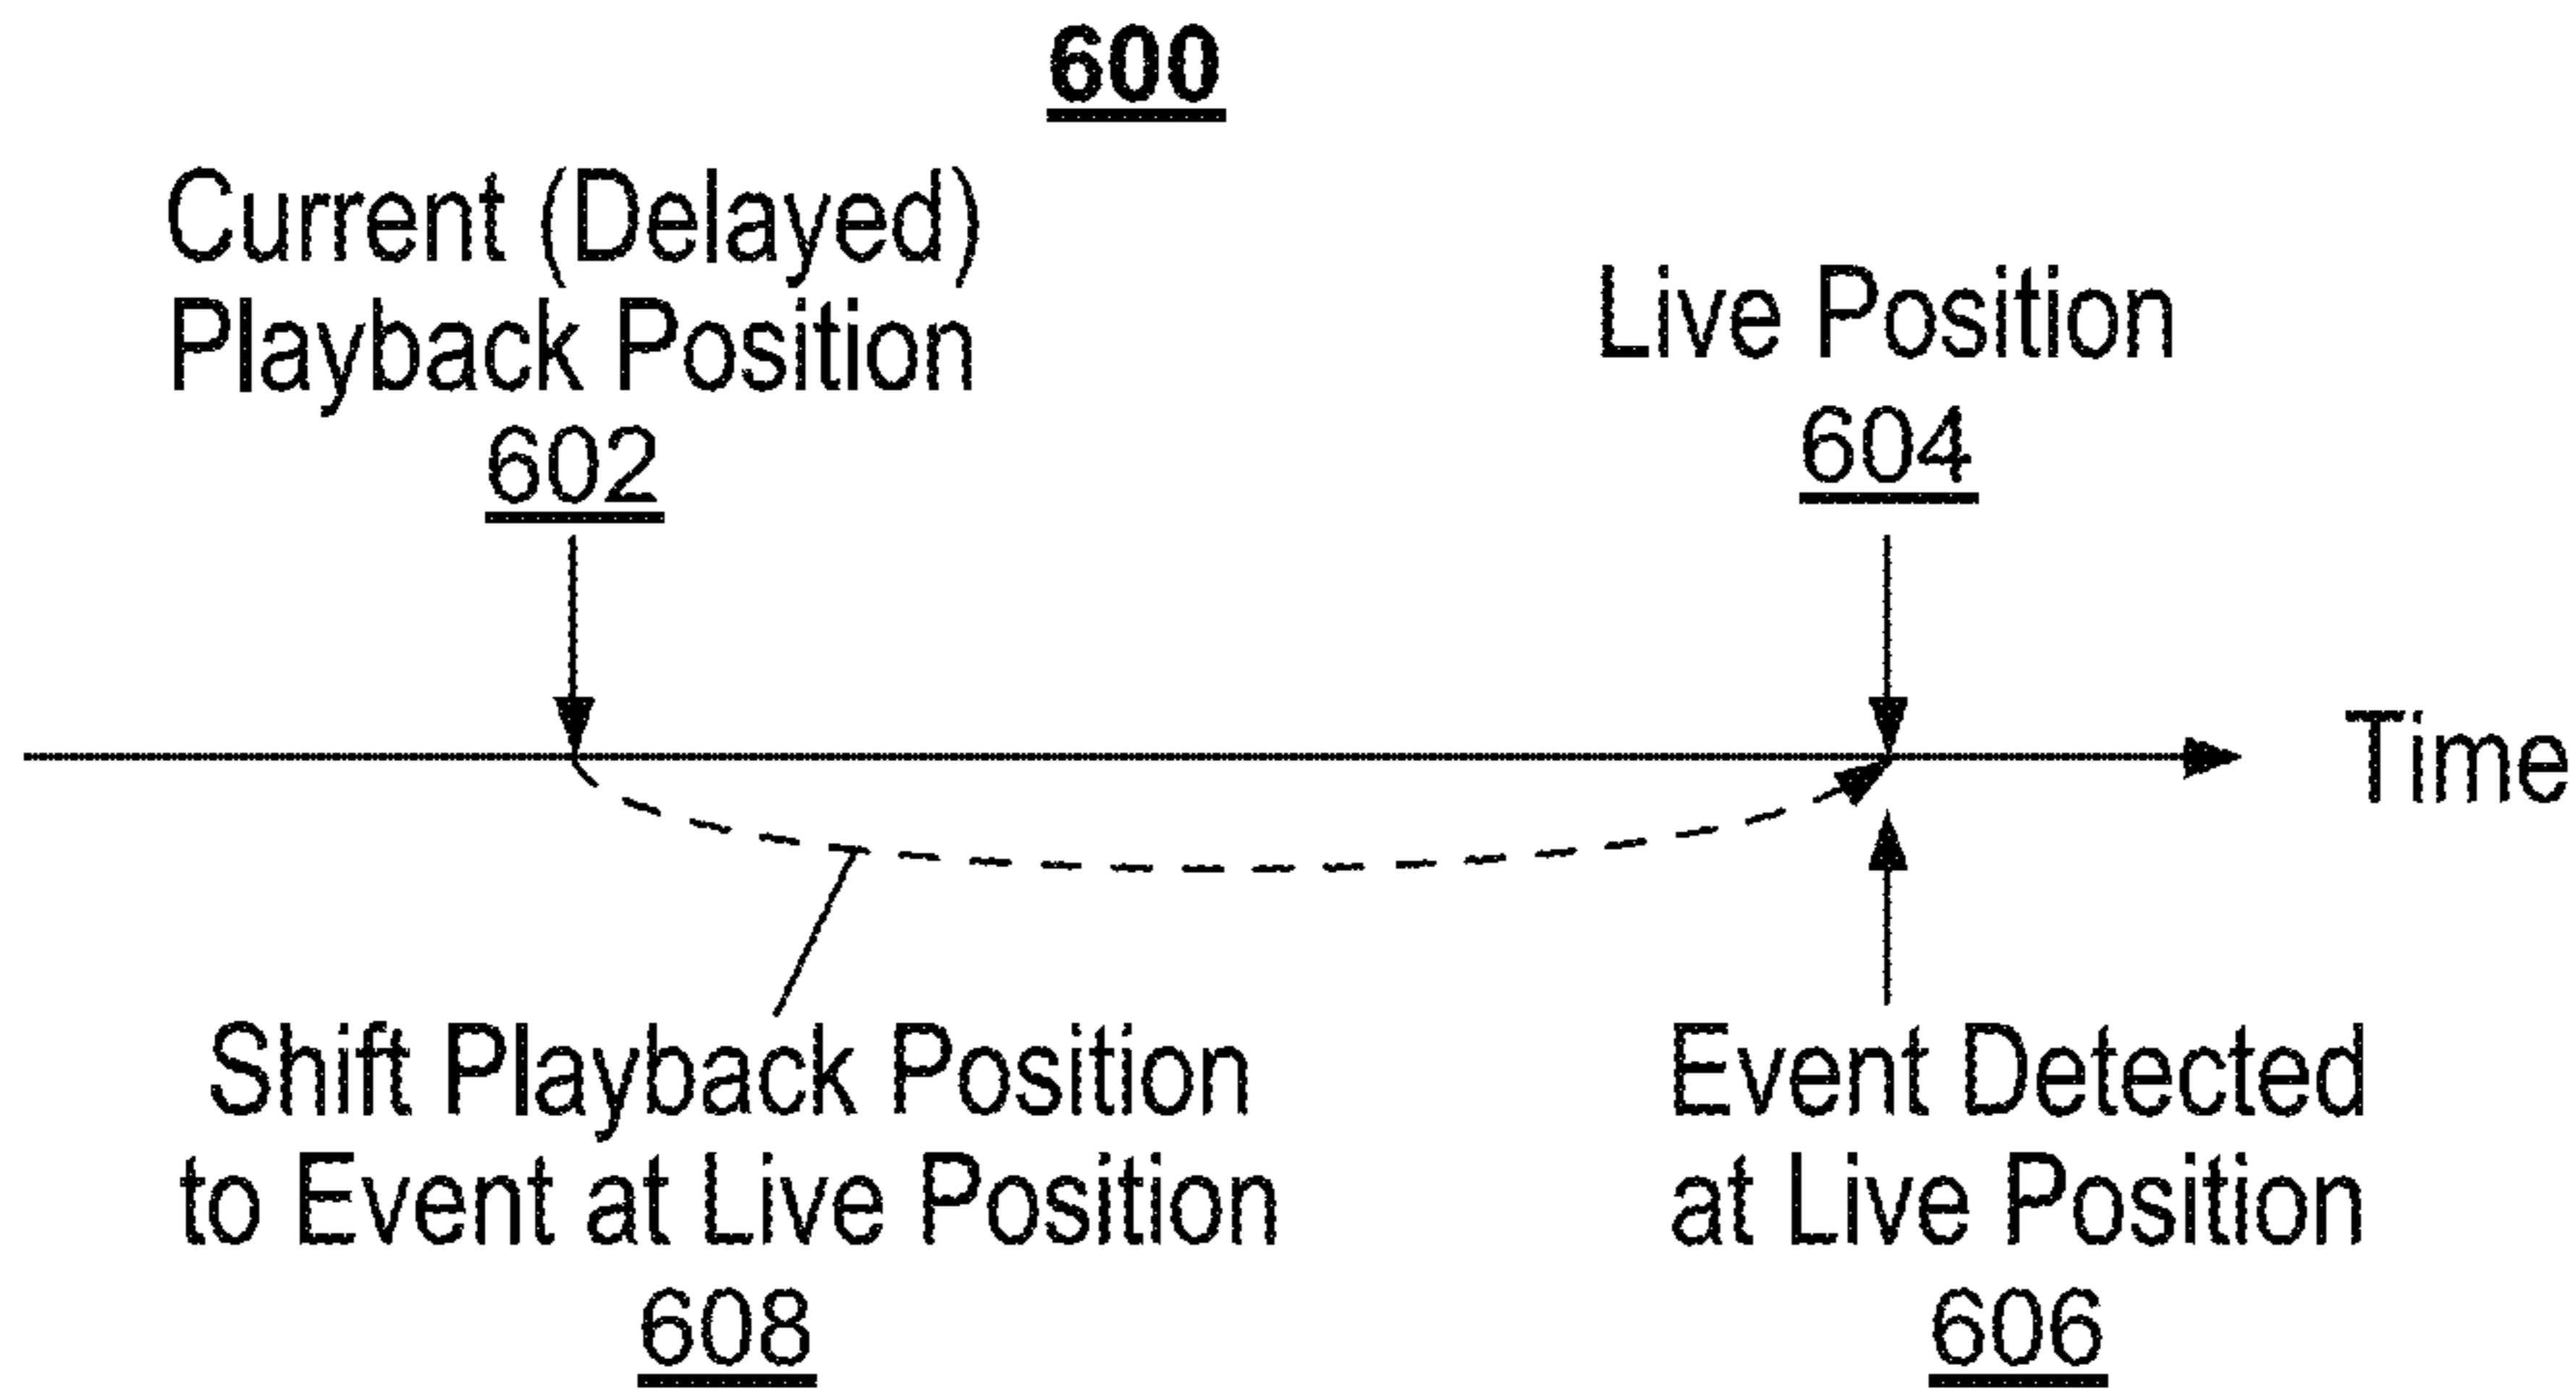 600
Current (Delayed)
Playback Position
602
Live Position
604
Time
Shift Playback Position
to Event at Live Position
608
Event Detected
at Live Position
606